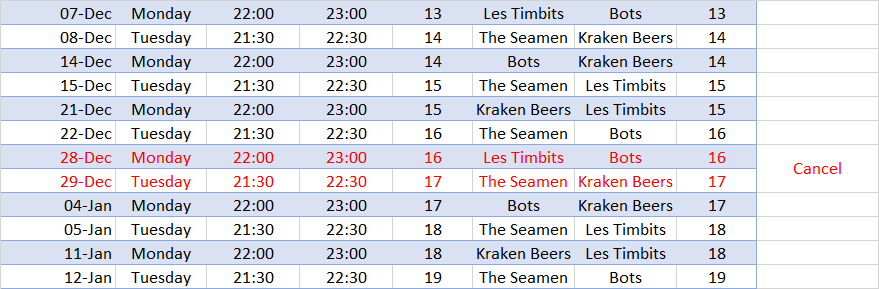 07-Dec Monday 22:00 23:00 13 Les Timbits Bots 13
08-Dec Tuesday 21:30 22:30 14 The Seamen Kraken Beers 14
14-Dec Monday 22:00 23:00 14 Bots Kraken Beers 14
15-Dec Tuesday 21:30 22:30 15 The Seamen Les Timbits 15
21-Dec Monday 22:00 23:00 15 Kraken Beers Les Timbits 15
22-Dec Tuesday 21:30 22:30 16 The Seamen Bots 16
28-Dec Monday 22:00 23:00 16 Les Timbits Bots 16
Cancel
29-Dec Tuesday 21:30 22:30 17 The Seamen Kraken Beers 17
04-Jan Monday 22:00 23:00 17 Bots Kraken Beers 17
05-Jan Tuesday 21:30 22:30 18 The Seamen Les Timbits 18
11-Jan Monday 22:00 23:00 18 Kraken Beers Les Timbits 18
12-Jan Tuesday 21:30 22:30 19 The Seamen Bots 19